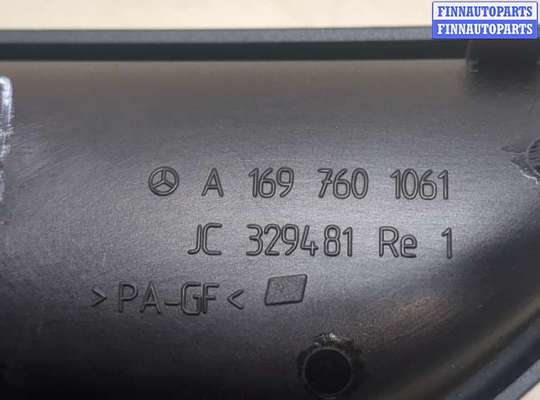 FINNAUTOPARTS
FINNAUTOPARTS
A 169 760 1061
JC 329481 Re 1
>PA-GF<